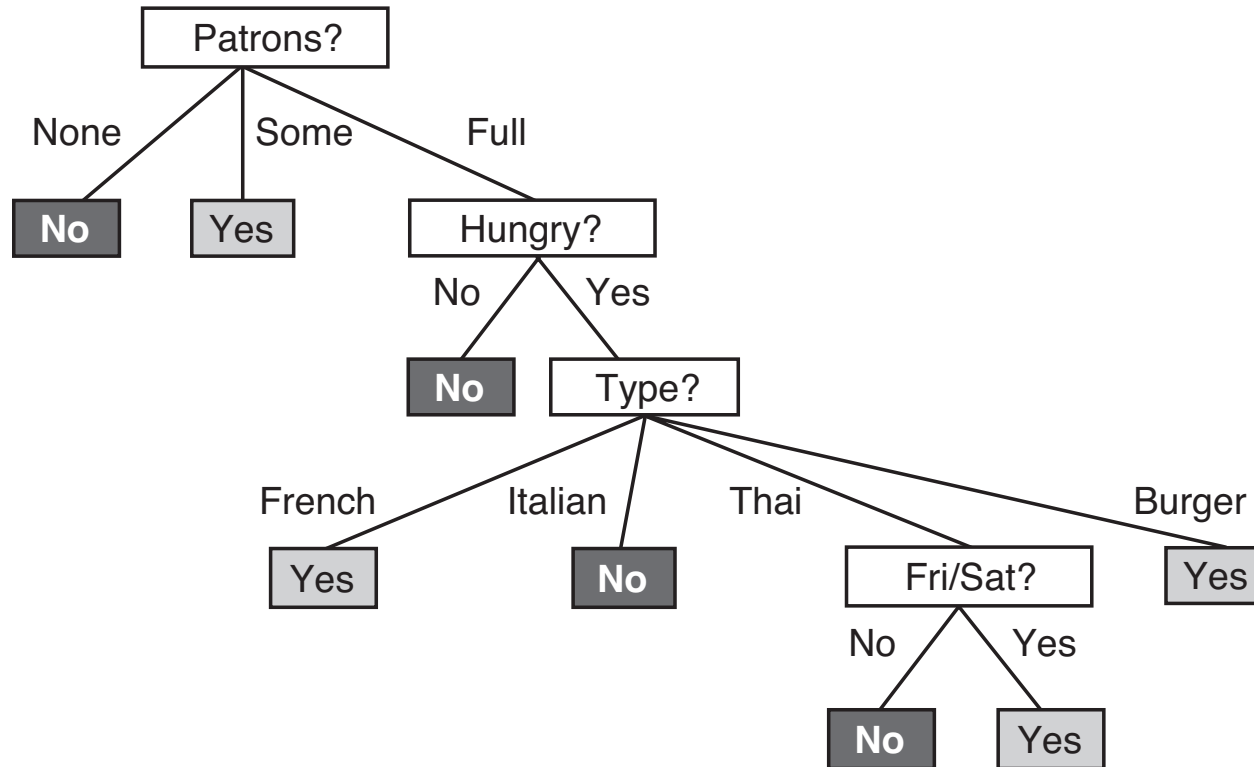 Patrons?
None Some Full
No Yes Hungry?
No Yes
No Type?
French Italian Thai Burger
Yes No Fri/Sat? Yes
No Yes
No Yes